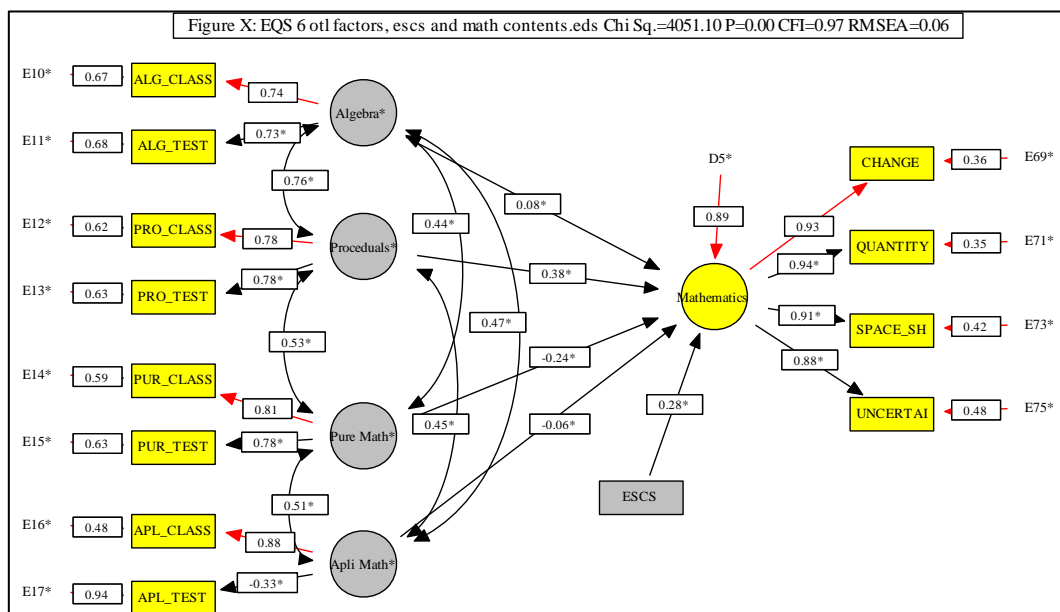 Figure X: EQS 6 otl factors, escs and math contents.eds Chi Sq.=4051.10 P=0.00 CFI=0.97 RMSEA=0.06
E10*
0.67
ALG_CLASS
0.74
Algebra*
E11*
0.68
ALG_TEST
0.73*
0.76*
E12*
0.62
PRO_CLASS
0.78
Proceduals*
E13*
0.63
PRO_TEST
0.78*
0.53*
E14*
0.59
PUR_CLASS
0.81
Pure Math*
E15*
0.63
PUR_TEST
0.78*
0.51*
E16*
0.48
APL_CLASS
0.88
Apli Math*
E17*
0.94
APL_TEST
-0.33*
0.44*
0.47*
0.45*
0.08*
0.38*
-0.24*
-0.06*
0.28*
ESCS
D5*
0.89
Mathematics
0.93
CHANGE
0.36
E69*
0.94*
QUANTITY
0.35
E71*
0.91*
SPACE_SH
0.42
E73*
0.88*
UNCERTAI
0.48
E75*